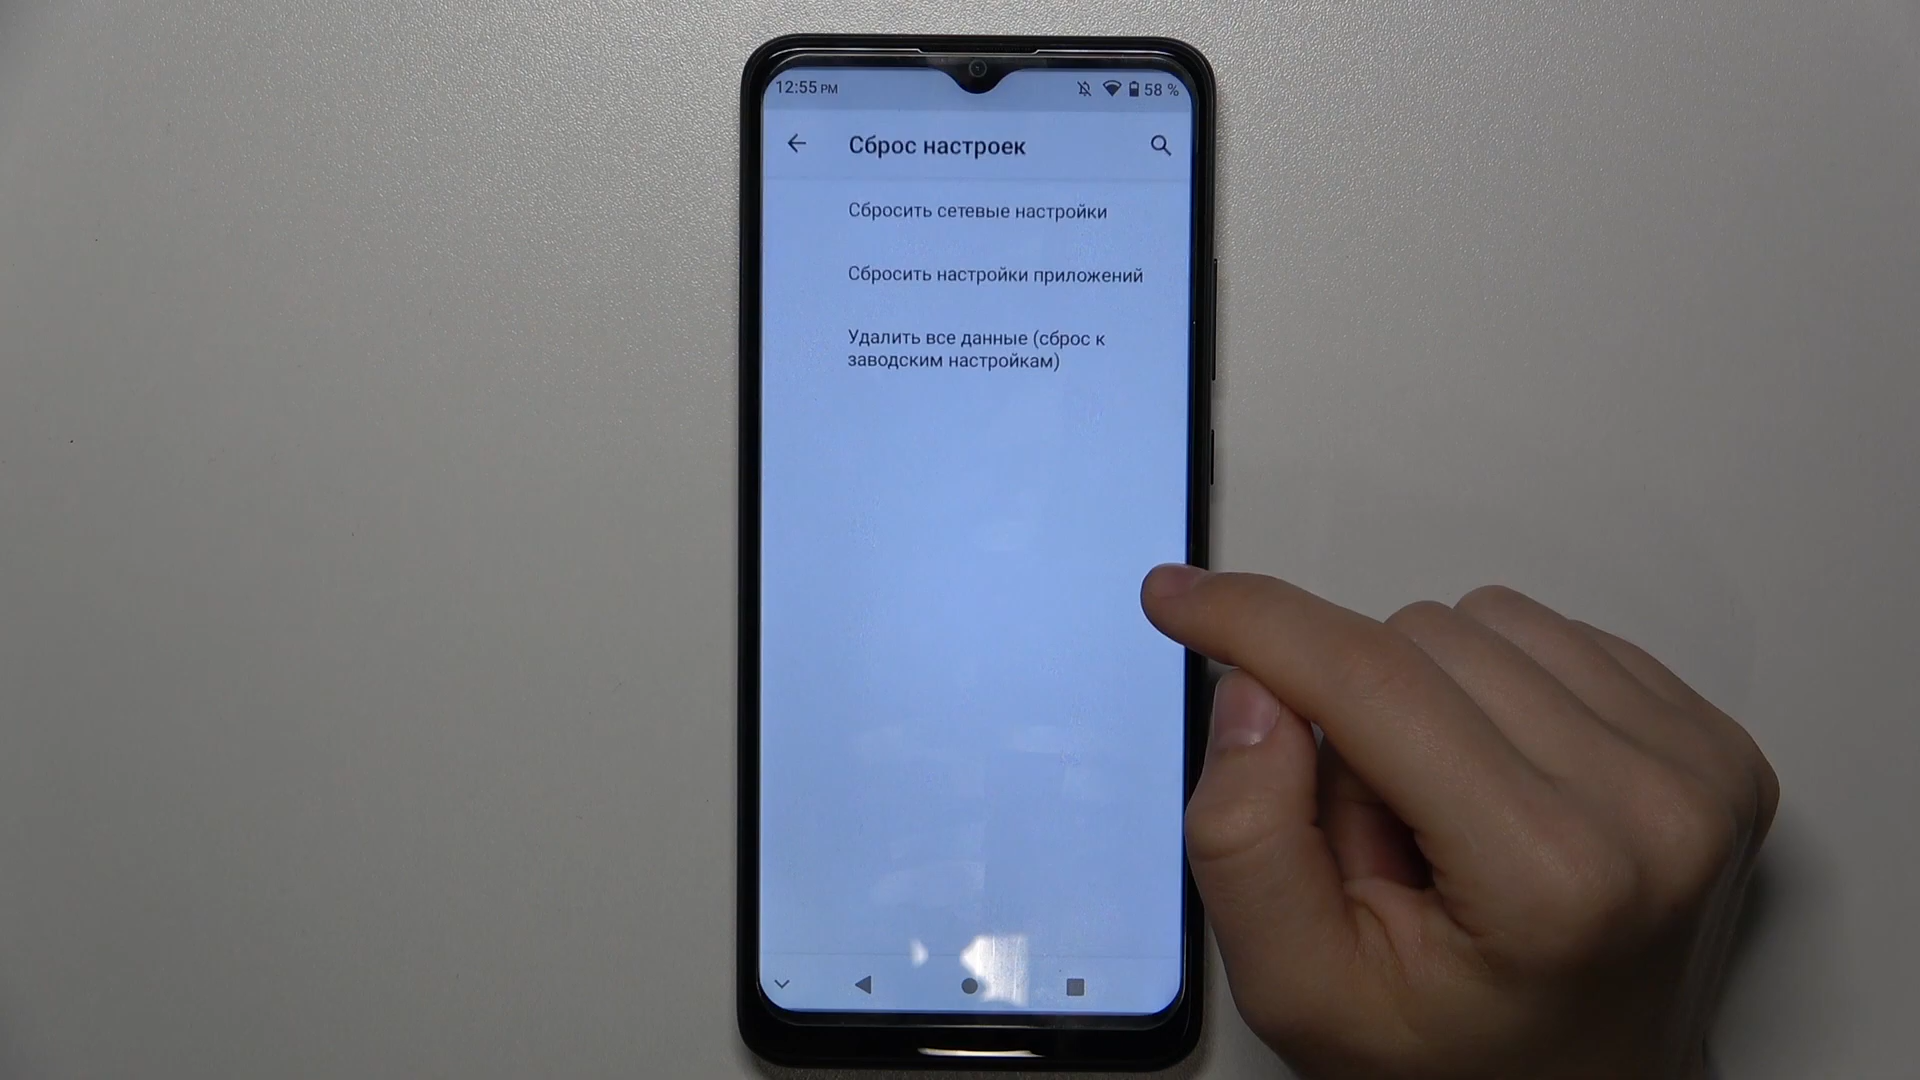 12:55 PM 58 %
Сброс настроек
Сбросить сетевые настройки
Сбросить настройки приложений
Удалить все данные (сброс к
заводским настройкам)